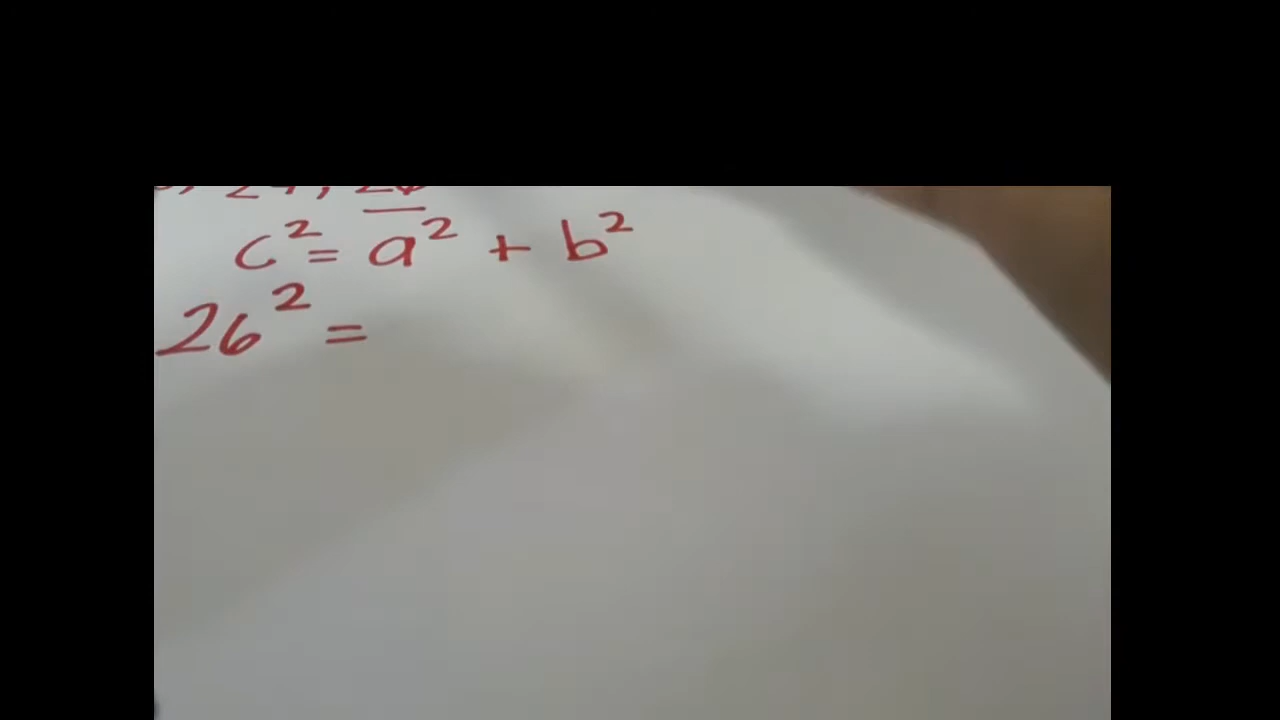 c² = a² + b²
26² =